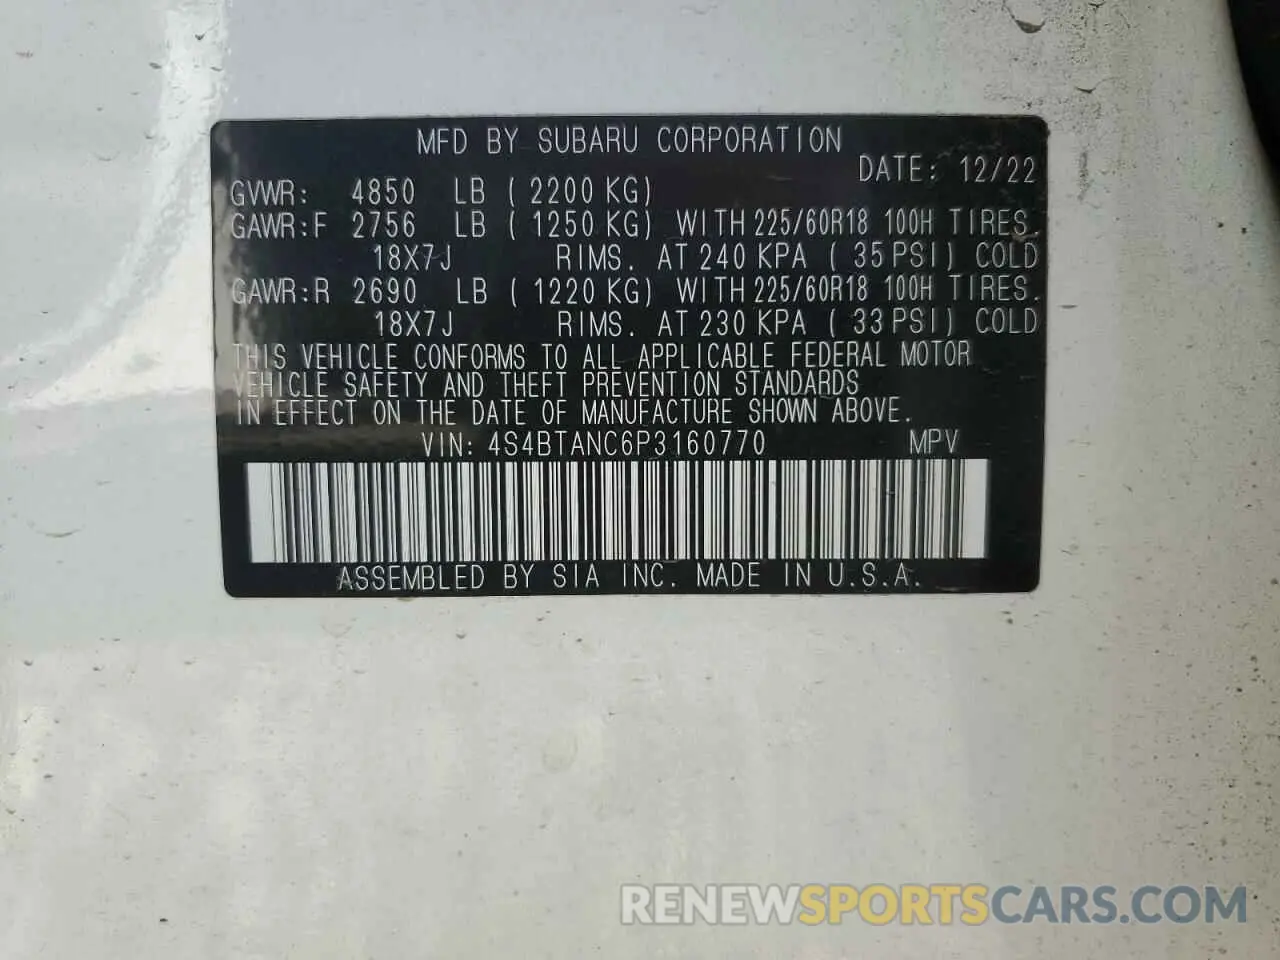 MFD BY SUBARU CORPORATION
DATE: 12/22
GVWR: 4850 LB (2200 KG)
GAWR:F 2756 LB (1250 KG) WITH 225/60R18 100H TIRES.
18X7J RIMS. AT 240 KPA (35 PSI) COLD
GAWR:R 2690 LB (1220 KG) WITH 225/60R18 100H TIRES.
18X7J RIMS. AT 230 KPA (33 PSI) COLD
THIS VEHICLE CONFORMS TO ALL APPLICABLE FEDERAL MOTOR
VEHICLE SAFETY AND THEFT PREVENTION STANDARDS
IN EFFECT ON THE DATE OF MANUFACTURE SHOWN ABOVE.
VIN: 4S4BTANC6P3160770 MPV
ASSEMBLED BY SIA INC. MADE IN U.S.A.
RENEWSPORTSCARS.COM